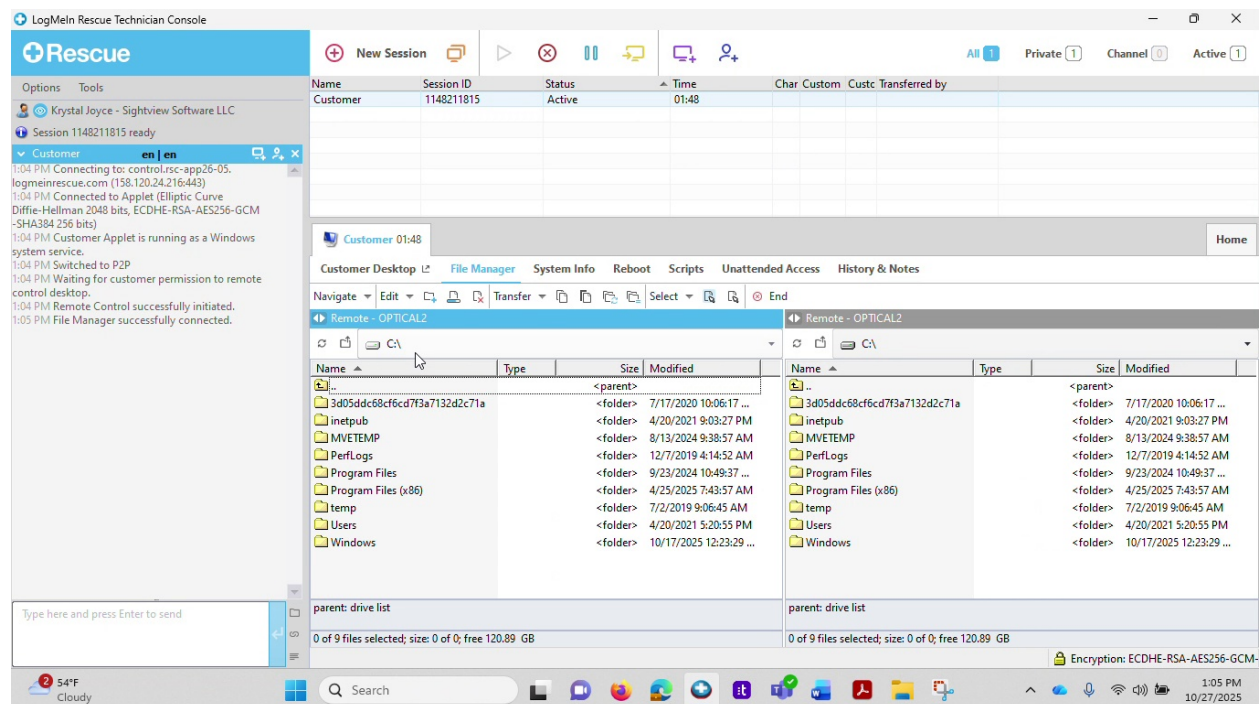 LogMeIn Rescue Technician Console
Rescue
New Session
All 1
Private 1
Channel 0
Active 1
Options Tools
Krystal Joyce - Sightview Software LLC
Session 1148211815 ready
Customer en | en
1:04 PM Connecting to: control.rsc-app26-05.
logmeinrescue.com (158.120.24.216:443)
1:04 PM Connected to Applet (Elliptic Curve
Diffie-Hellman 2048 bits, ECDHE-RSA-AES256-GCM
-SHA384 256 bits)
1:04 PM Customer Applet is running as a Windows
system service.
1:04 PM Switched to P2P
1:04 PM Waiting for customer permission to remote
control desktop.
1:04 PM Remote Control successfully initiated.
1:05 PM File Manager successfully connected.
Type here and press Enter to send
Name Session ID Status Time Char Custom Custc Transferred by
Customer 1148211815 Active 01:48
Customer 01:48
Home
Customer Desktop File Manager System Info Reboot Scripts Unattended Access History & Notes
Navigate Edit Transfer Select End
Remote - OPTICAL2
C:\
Name Type Size Modified
.. <parent>
3d05ddc68cf6cd7f3a7132d2c71a <folder> 7/17/2020 10:06:17 ...
inetpub <folder> 4/20/2021 9:03:27 PM
MVETEMP <folder> 8/13/2024 9:38:57 AM
PerfLogs <folder> 12/7/2019 4:14:52 AM
Program Files <folder> 9/23/2024 10:49:37 ...
Program Files (x86) <folder> 4/25/2025 7:43:57 AM
temp <folder> 7/2/2019 9:06:45 AM
Users <folder> 4/20/2021 5:20:55 PM
Windows <folder> 10/17/2025 12:23:29 ...
parent: drive list
0 of 9 files selected; size: 0 of 0; free 120.89 GB
Remote - OPTICAL2
C:\
Name Type Size Modified
.. <parent>
3d05ddc68cf6cd7f3a7132d2c71a <folder> 7/17/2020 10:06:17 ...
inetpub <folder> 4/20/2021 9:03:27 PM
MVETEMP <folder> 8/13/2024 9:38:57 AM
PerfLogs <folder> 12/7/2019 4:14:52 AM
Program Files <folder> 9/23/2024 10:49:37 ...
Program Files (x86) <folder> 4/25/2025 7:43:57 AM
temp <folder> 7/2/2019 9:06:45 AM
Users <folder> 4/20/2021 5:20:55 PM
Windows <folder> 10/17/2025 12:23:29 ...
parent: drive list
0 of 9 files selected; size: 0 of 0; free 120.89 GB
Encryption: ECDHE-RSA-AES256-GCM-
2
54°F
Cloudy
Search
:t
1:05 PM
10/27/2025